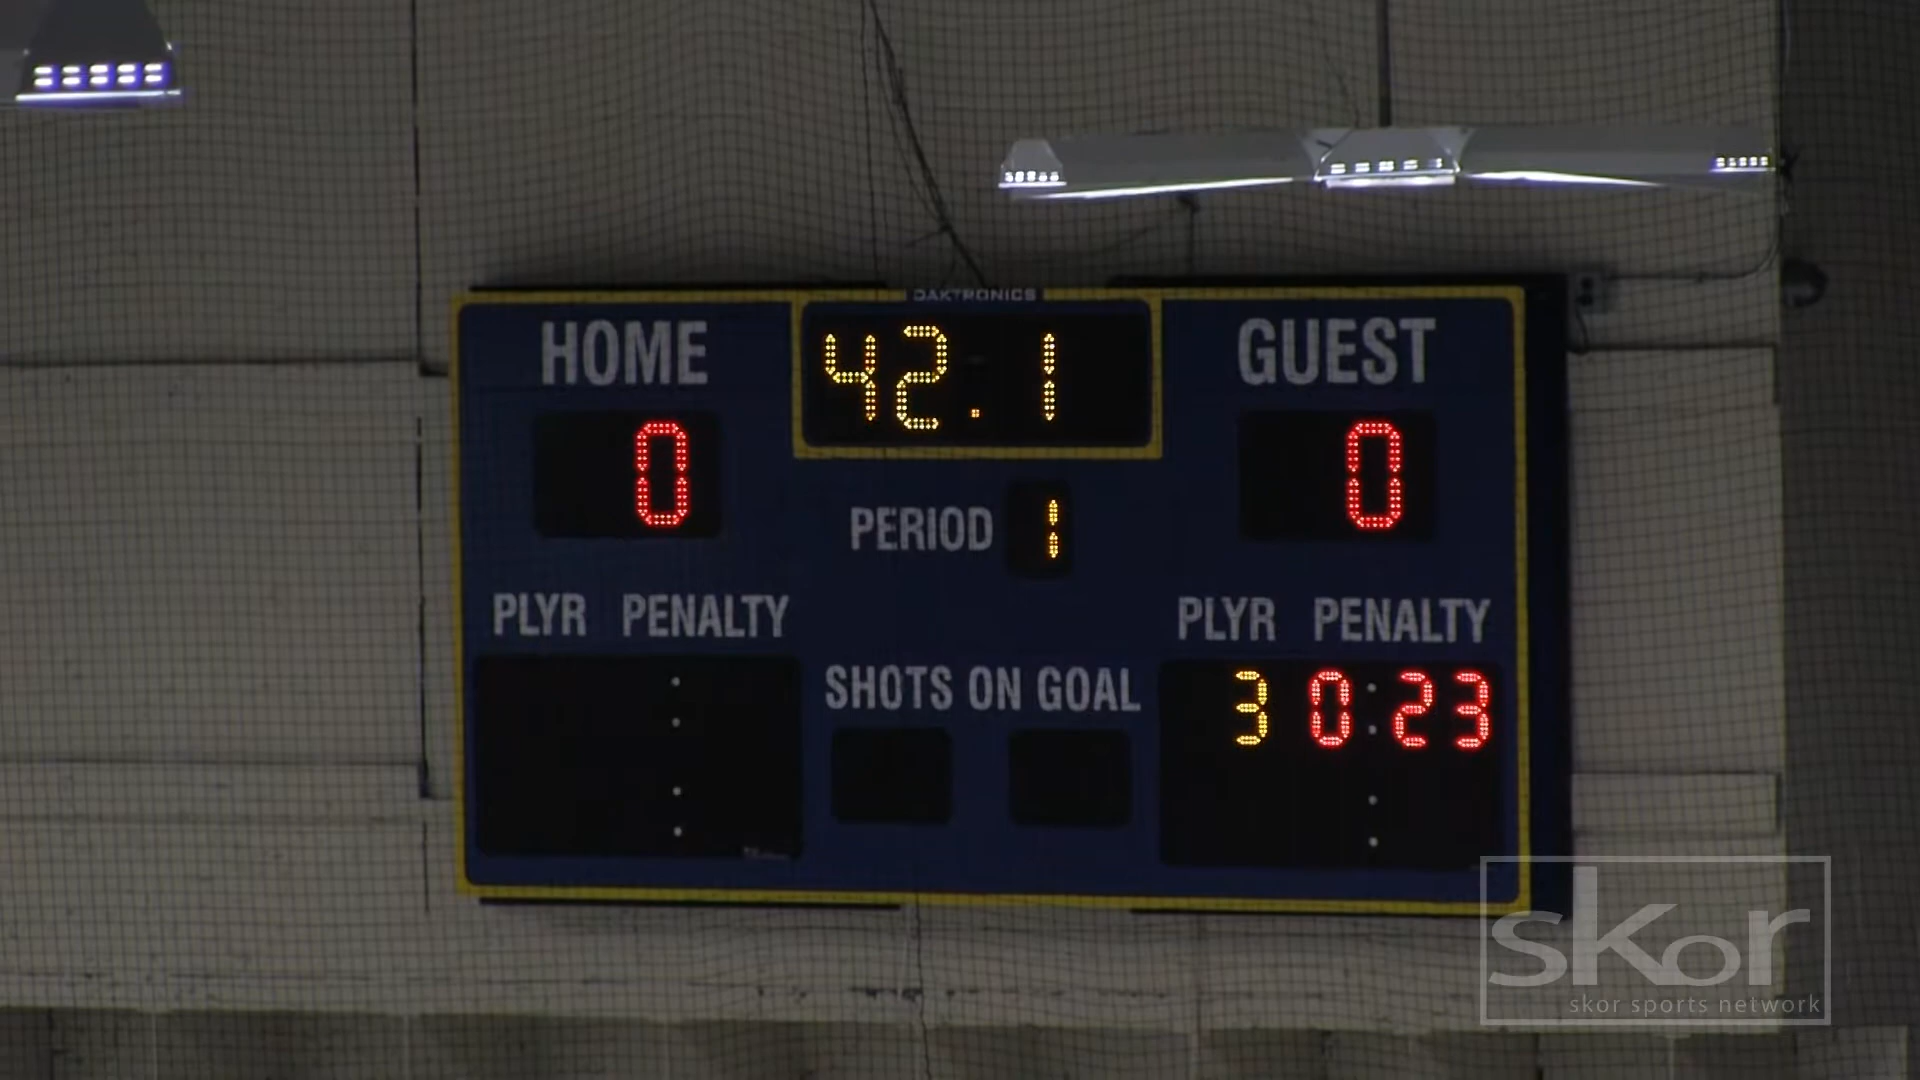 DAKTRONICS
HOME
42.1
GUEST
0
0
PERIOD 1
PLYR PENALTY
PLYR PENALTY
SHOTS ON GOAL
3 0:23
skor
skor sports network